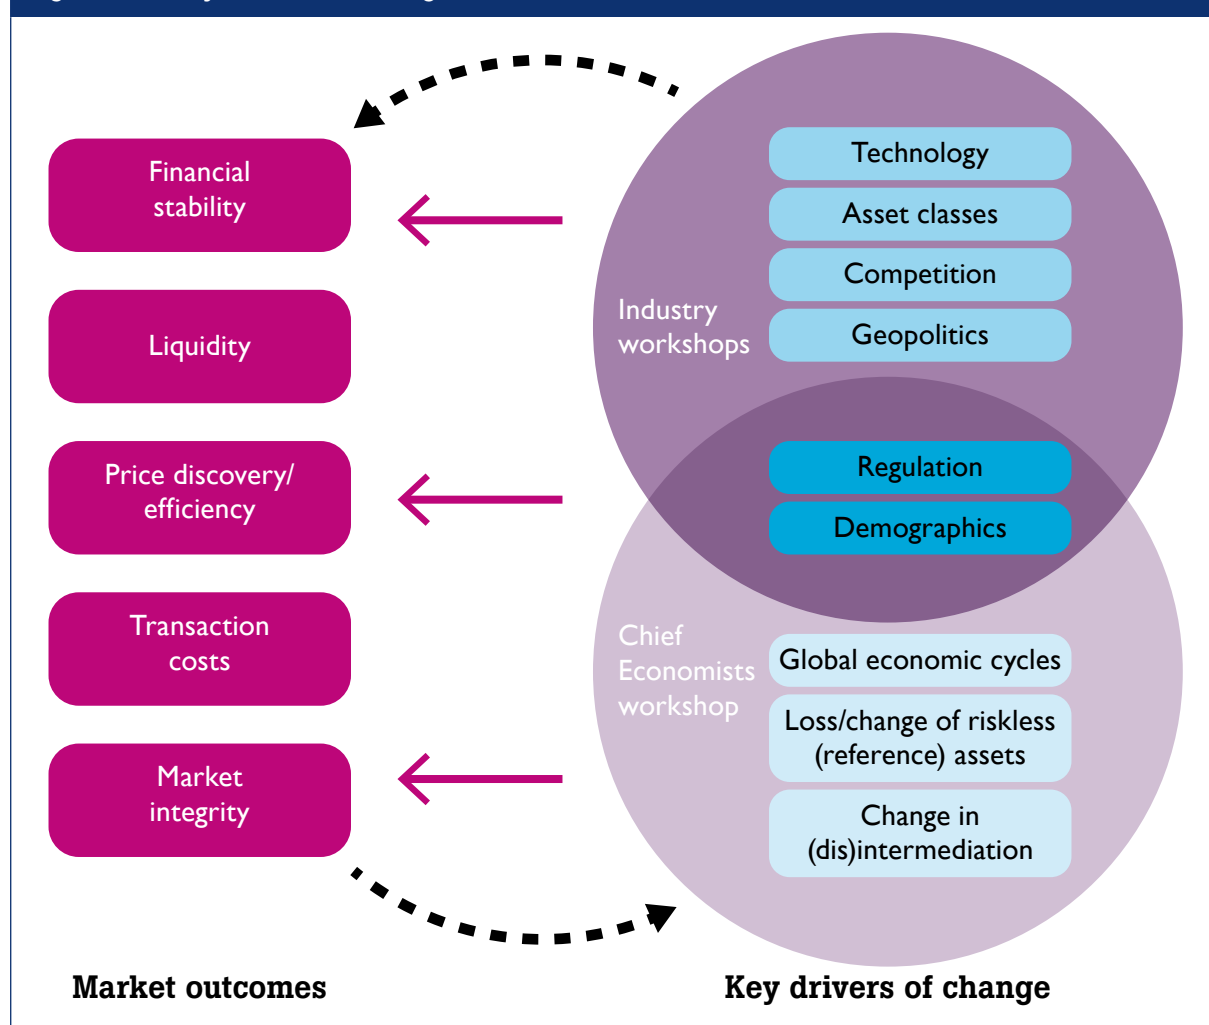 Financial
stability
Liquidity
Price discovery/
efficiency
Transaction
costs
Market
integrity
Market outcomes
Industry
workshops
Technology
Asset classes
Competition
Geopolitics
Regulation
Demographics
Chief
Economists
workshop
Global economic cycles
Loss/change of riskless
(reference) assets
Change in
(dis)intermediation
Key drivers of change